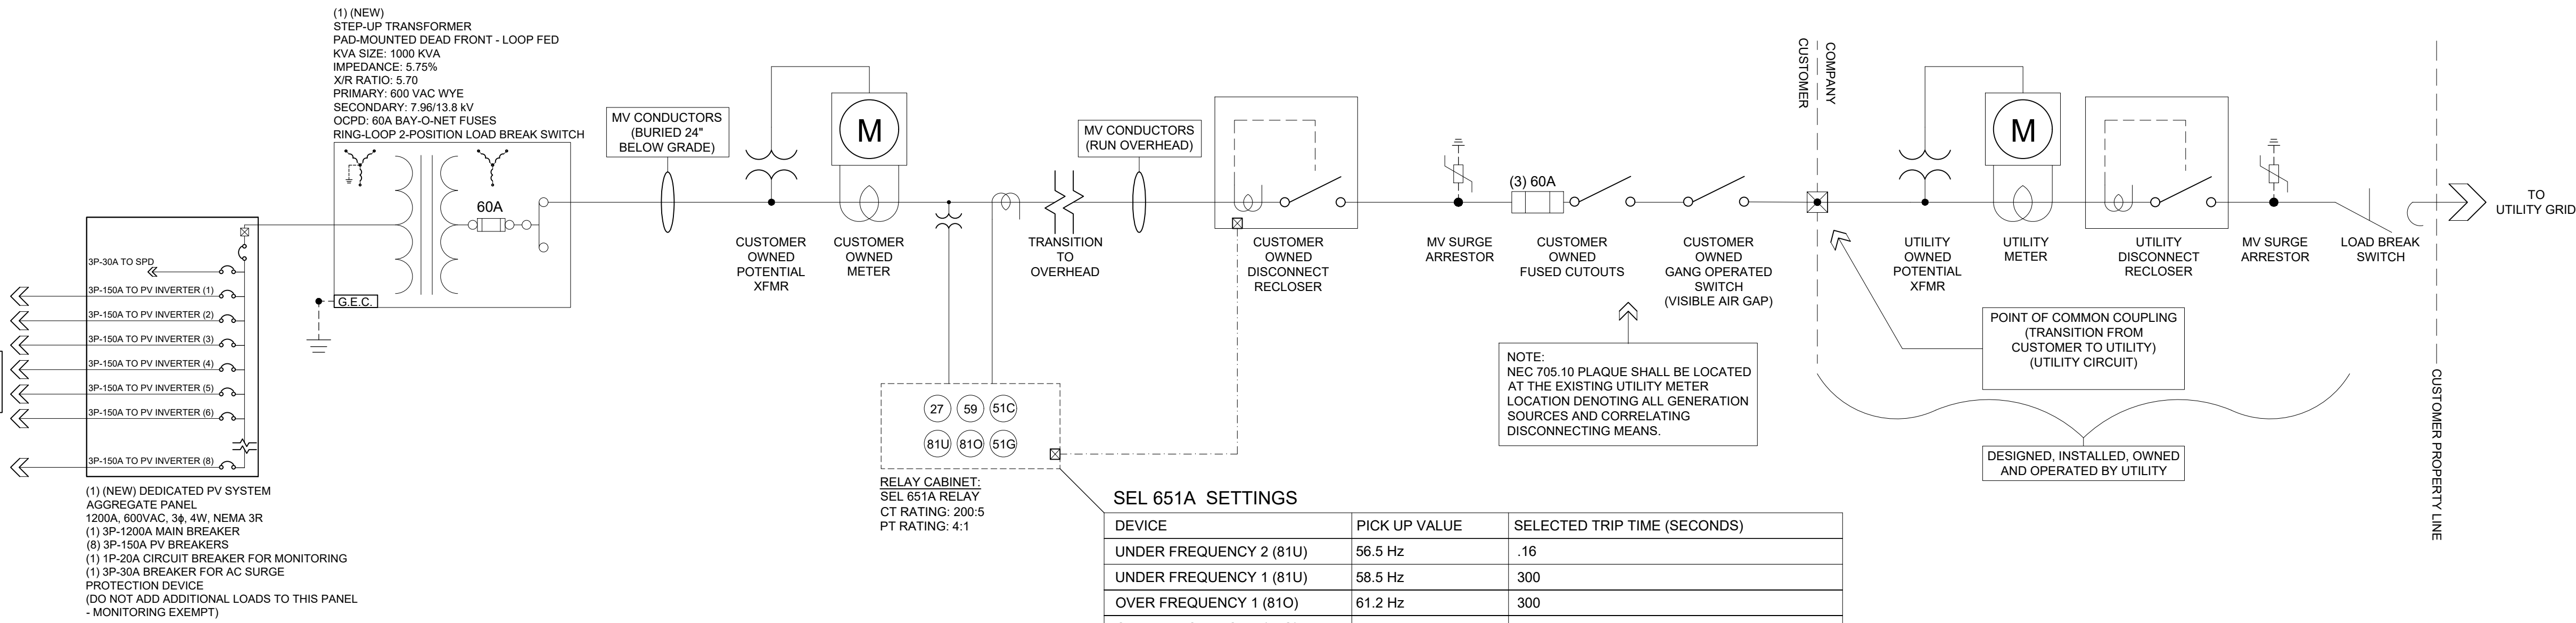 (1) (NEW)
STEP-UP TRANSFORMER
PAD-MOUNTED DEAD FRONT - LOOP FED
KVA SIZE: 1000 KVA
IMPEDANCE: 5.75%
X/R RATIO: 5.70
PRIMARY: 600 VAC WYE
SECONDARY: 7.96/13.8 kV
OCPD: 60A BAY-O-NET FUSES
RING-LOOP 2-POSITION LOAD BREAK SWITCH
60A
G.E.C.
3P-30A TO SPD
3P-150A TO PV INVERTER (1)
3P-150A TO PV INVERTER (2)
3P-150A TO PV INVERTER (3)
3P-150A TO PV INVERTER (4)
3P-150A TO PV INVERTER (5)
3P-150A TO PV INVERTER (6)
3P-150A TO PV INVERTER (8)
(1) (NEW) DEDICATED PV SYSTEM
AGGREGATE PANEL
1200A, 600VAC, 3ϕ, 4W, NEMA 3R
(1) 3P-1200A MAIN BREAKER
(8) 3P-150A PV BREAKERS
(1) 1P-20A CIRCUIT BREAKER FOR MONITORING
(1) 3P-30A BREAKER FOR AC SURGE
PROTECTION DEVICE
(DO NOT ADD ADDITIONAL LOADS TO THIS PANEL
- MONITORING EXEMPT)
MV CONDUCTORS
(BURIED 24"
BELOW GRADE)
CUSTOMER
OWNED
POTENTIAL
XFMR
M
CUSTOMER
OWNED
METER
TRANSITION
TO
OVERHEAD
MV CONDUCTORS
(RUN OVERHEAD)
CUSTOMER
OWNED
DISCONNECT
RECLOSER
MV SURGE
ARRESTOR
(3) 60A
CUSTOMER
OWNED
FUSED CUTOUTS
CUSTOMER
OWNED
GANG OPERATED
SWITCH
(VISIBLE AIR GAP)
NOTE:
NEC 705.10 PLAQUE SHALL BE LOCATED
AT THE EXISTING UTILITY METER
LOCATION DENOTING ALL GENERATION
SOURCES AND CORRELATING
DISCONNECTING MEANS.
CUSTOMER
COMPANY
UTILITY
OWNED
POTENTIAL
XFMR
M
UTILITY
METER
UTILITY
DISCONNECT
RECLOSER
MV SURGE
ARRESTOR
LOAD BREAK
SWITCH
TO
UTILITY GRID
POINT OF COMMON COUPLING
(TRANSITION FROM
CUSTOMER TO UTILITY)
(UTILITY CIRCUIT)
DESIGNED, INSTALLED, OWNED
AND OPERATED BY UTILITY
CUSTOMER PROPERTY LINE
27 59 51C
81U 81O 51G
RELAY CABINET:
SEL 651A RELAY
CT RATING: 200:5
PT RATING: 4:1
SEL 651A SETTINGS
DEVICE PICK UP VALUE SELECTED TRIP TIME (SECONDS)
UNDER FREQUENCY 2 (81U) 56.5 Hz .16
UNDER FREQUENCY 1 (81U) 58.5 Hz 300
OVER FREQUENCY 1 (81O) 61.2 Hz 300